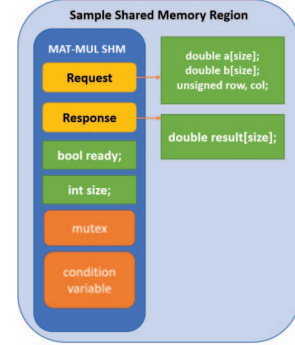 Sample Shared Memory Region
MAT-MUL SHM
Request
double a[size];
double b[size];
unsigned row, col;
Response
double result[size];
bool ready;
int size;
mutex
condition
variable